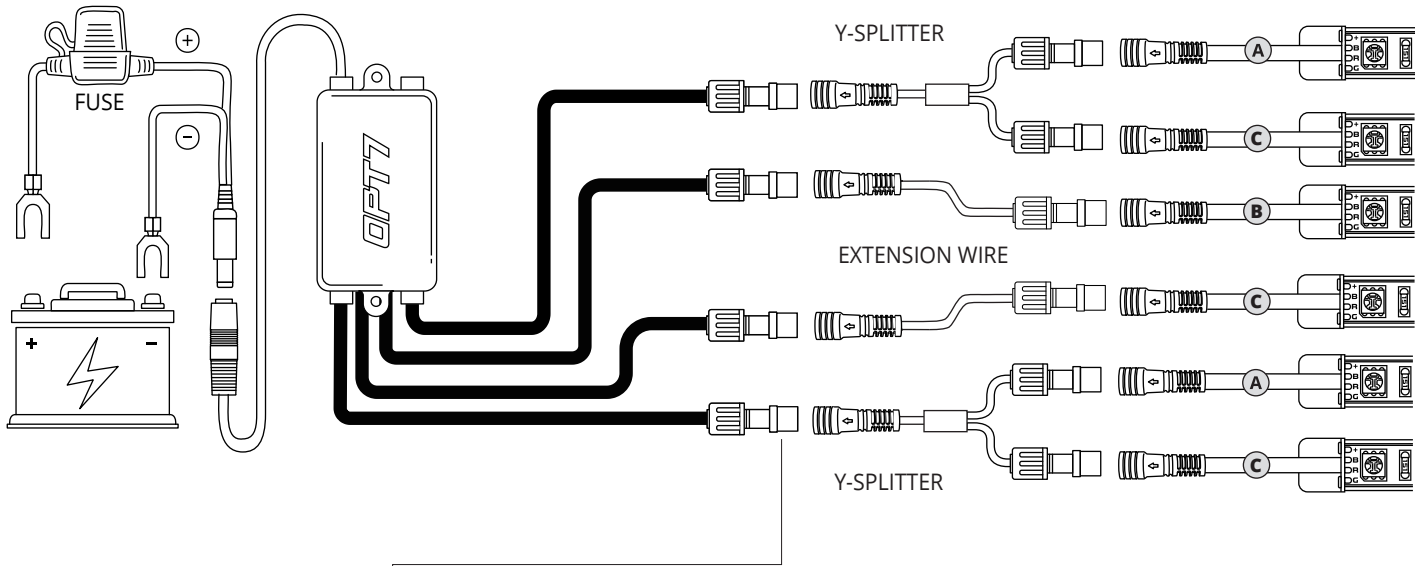 Y-SPLITTER
+
FUSE
−
OPT7
A
C
B
EXTENSION WIRE
+ −
C
A
C
Y-SPLITTER
+
B
R
G
+
B
R
G
+
B
R
G
+
B
R
G
+
B
R
G
+
B
R
G